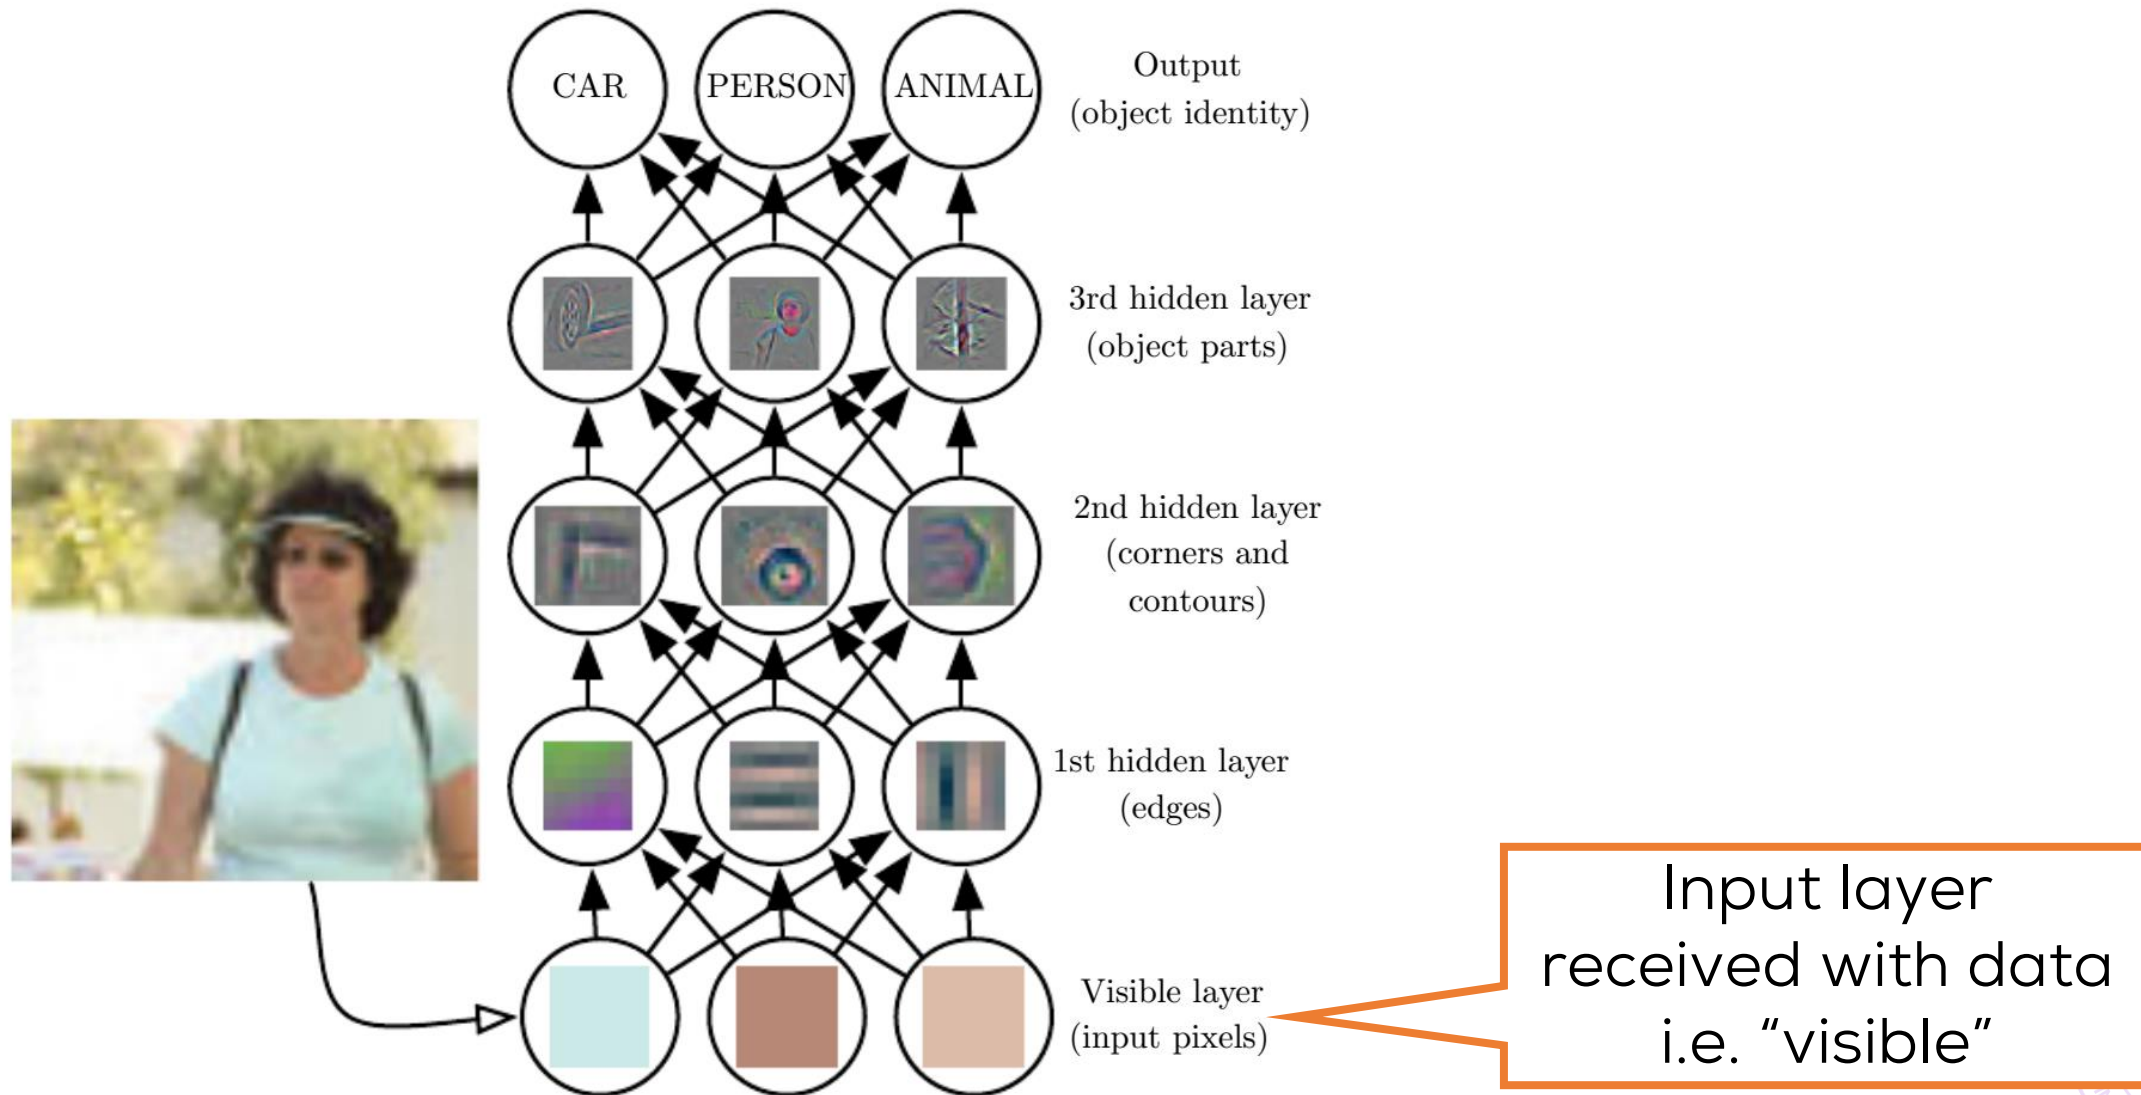 CAR
PERSON
ANIMAL
Output
(object identity)
3rd hidden layer
(object parts)
2nd hidden layer
(corners and
contours)
1st hidden layer
(edges)
Visible layer
(input pixels)
Input layer
received with data
i.e. “visible”